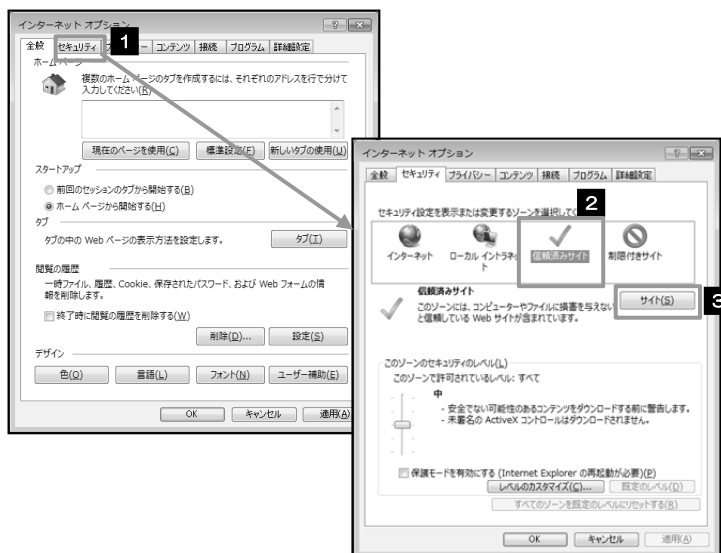 インターネット オプション
1
全般 セキュリティ コンテンツ 接続 プログラム 詳細設定
ホーム ページ
複数のホーム ページのタブを作成するには、それぞれのアドレスを行で分けて
入力してください(R)
現在のページを使用(C) 標準設定(F) 新しいタブの使用(U)
スタートアップ
前回のセッションのタブから開始する(B)
ホーム ページから開始する(H)
タブ
タブの中の Web ページの表示方法を設定します。 タブ(T)
閲覧の履歴
一時ファイル、履歴、Cookie、保存されたパスワード、および Web フォームの情
報を削除します。
終了時に閲覧の履歴を削除する(W)
削除(D)... 設定(S)
デザイン
色(O) 言語(L) フォント(N) ユーザー補助(E)
OK キャンセル 適用(A)
インターネット オプション
全般 セキュリティ プライバシー コンテンツ 接続 プログラム 詳細設定
セキュリティ設定を表示または変更するゾーンを選択して
2
インターネット ローカル イントラネッ
ト 信頼済みサイト 制限付きサイト
信頼済みサイト
このゾーンには、コンピューターやファイルに損害を与えない
と信頼している Web サイトが含まれています。
サイト(S)
3
このゾーンのセキュリティのレベル(L)
このゾーンで許可されているレベル: すべて
中
- 安全でない可能性のあるコンテンツをダウンロードする前に警告します。
- 未署名の ActiveX コントロールはダウンロードされません。
保護モードを有効にする (Internet Explorer の再起動が必要)(P)
レベルのカスタマイズ(C)... 既定のレベル(D)
すべてのゾーンを既定のレベルにリセットする(R)
OK キャンセル 適用(A)